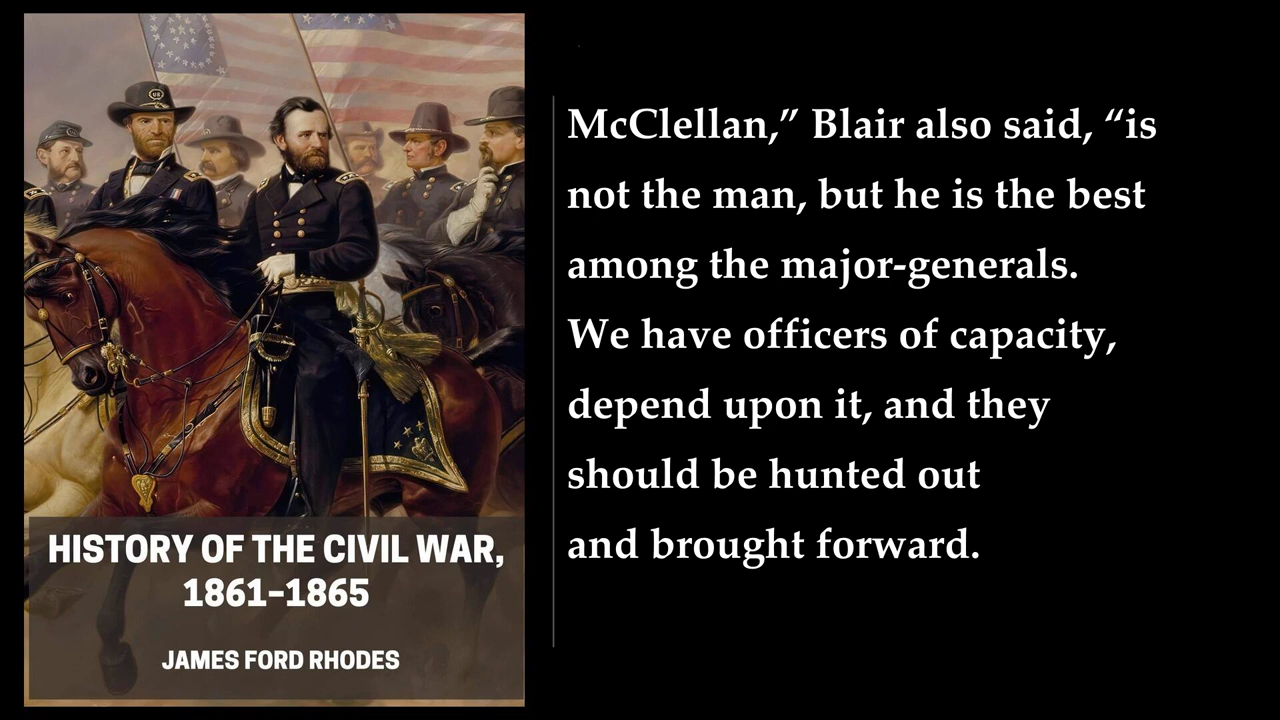 HISTORY OF THE CIVIL WAR,
1861–1865
JAMES FORD RHODES
McClellan,” Blair also said, “is
not the man, but he is the best
among the major-generals.
We have officers of capacity,
depend upon it, and they
should be hunted out
and brought forward.